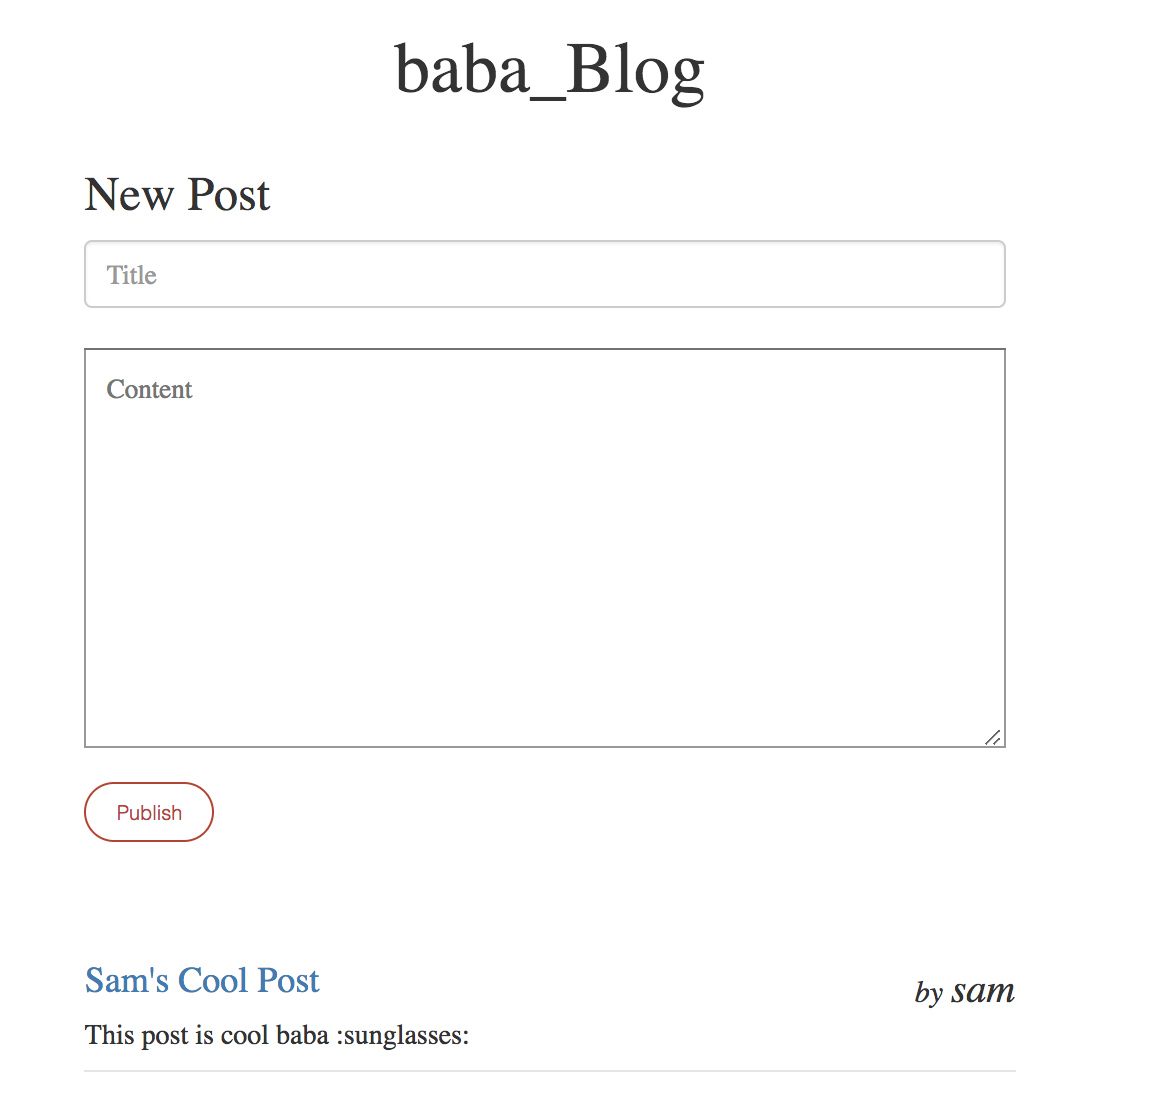 baba_Blog
New Post
Title
Content
Publish
Sam's Cool Post
by sam
This post is cool baba :sunglasses: